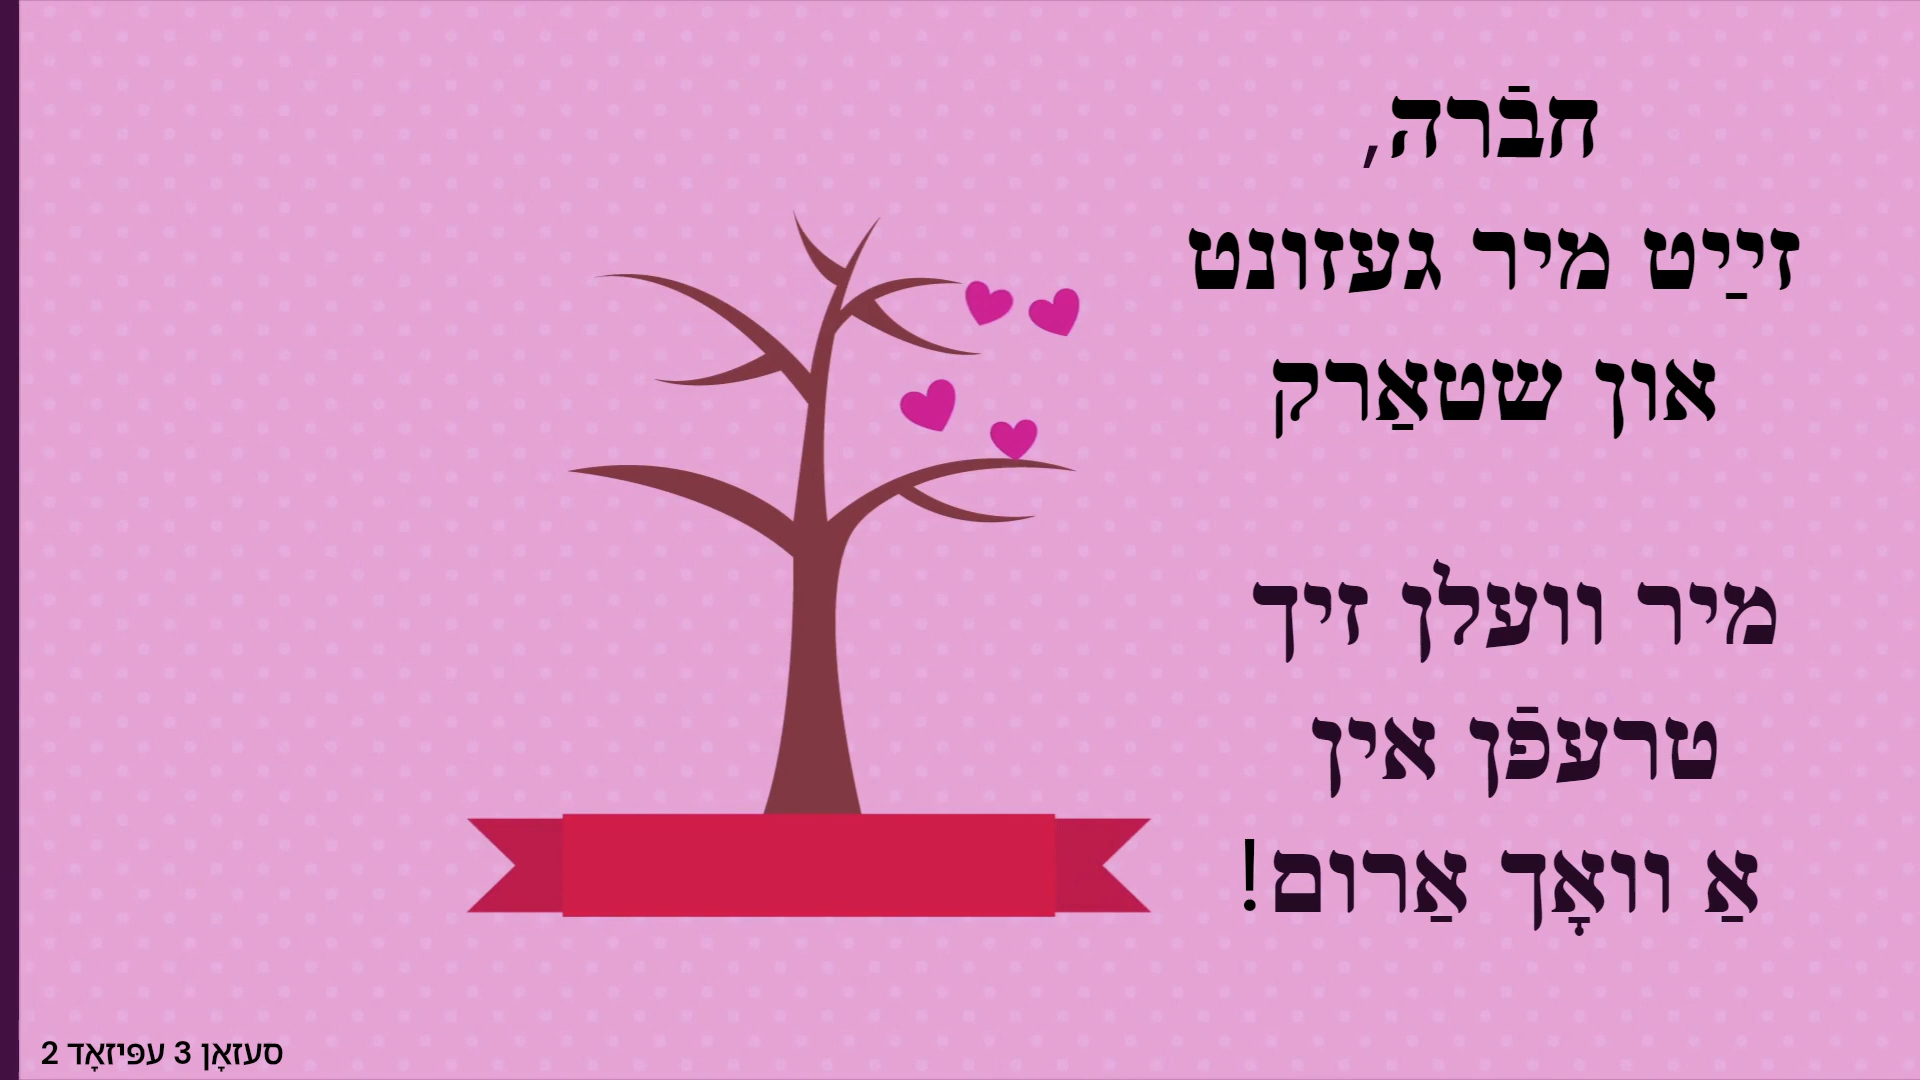 חבֿרה,
זײַט מיר געזונט
און שטאַרק
מיר וועלן זיך
טרעפֿן אין
אַ וואָך אַרום!
סעזאָן 3 עפּיזאָד 2